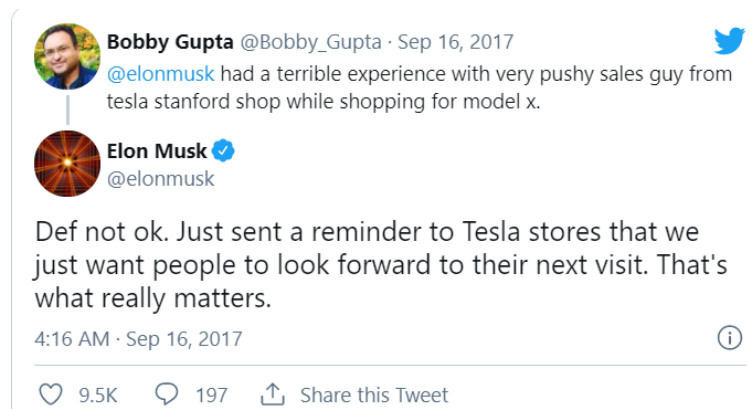 Bobby Gupta @Bobby_Gupta · Sep 16, 2017
@elonmusk had a terrible experience with very pushy sales guy from
tesla stanford shop while shopping for model x.
Elon Musk
@elonmusk
Def not ok. Just sent a reminder to Tesla stores that we
just want people to look forward to their next visit. That's
what really matters.
4:16 AM · Sep 16, 2017
9.5K 197 Share this Tweet